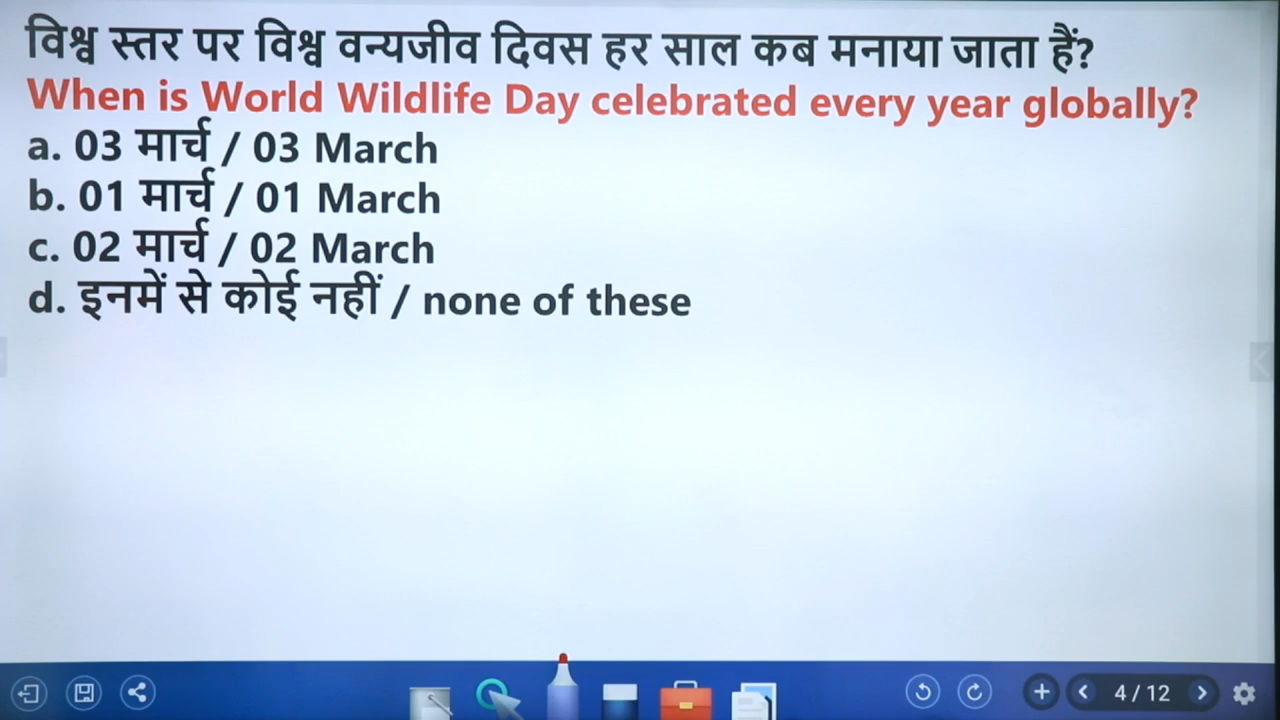 विश्व स्तर पर विश्व वन्यजीव दिवस हर साल कब मनाया जाता हैं?
When is World Wildlife Day celebrated every year globally?
a. 03 मार्च / 03 March
b. 01 मार्च / 01 March
c. 02 मार्च / 02 March
d. इनमें से कोई नहीं / none of these
4 / 12